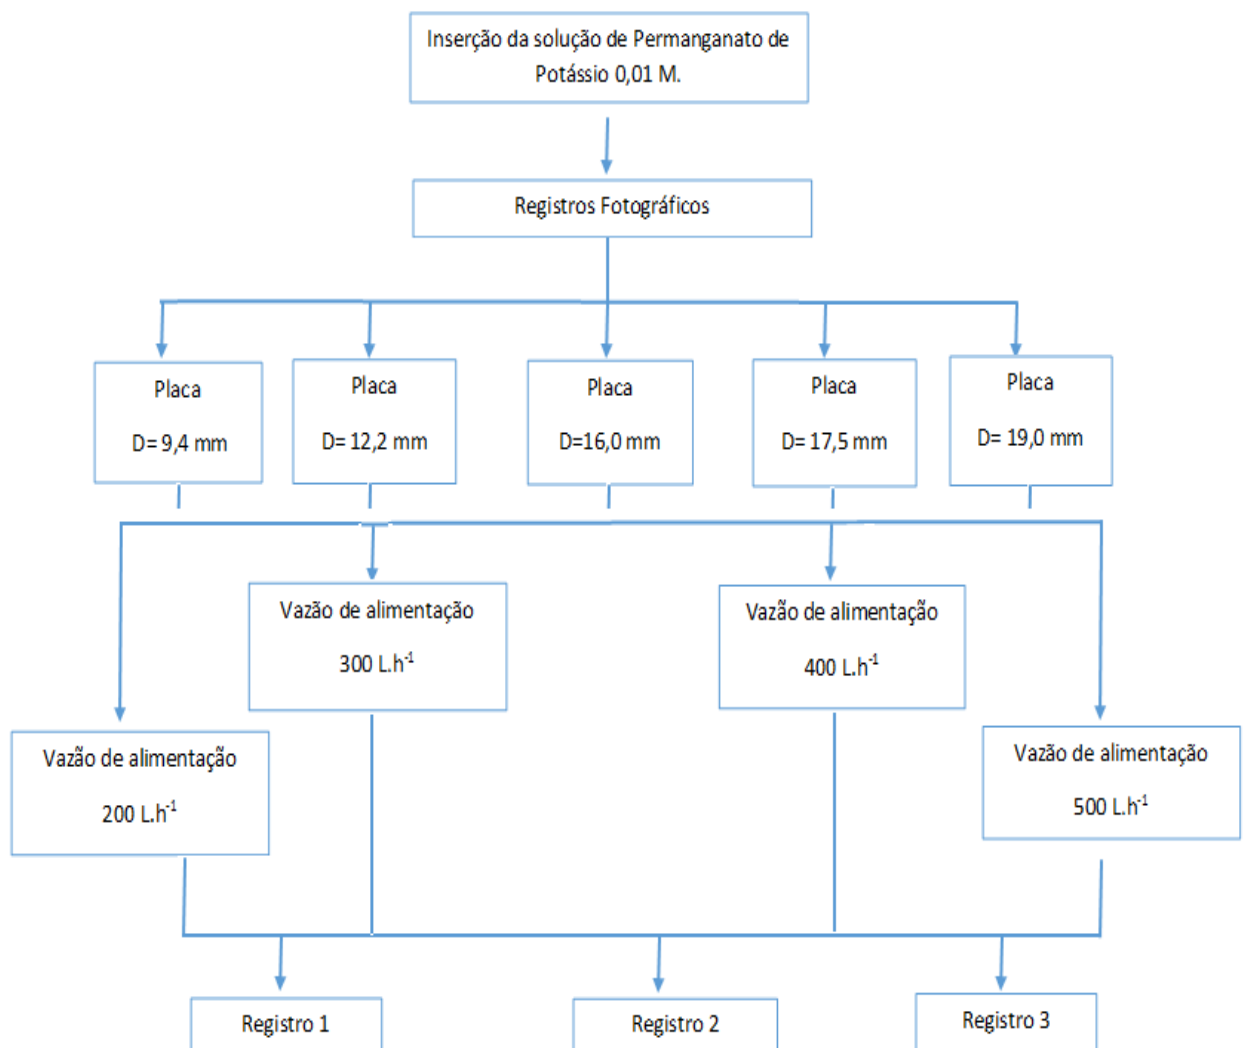 Inserção da solução de Permanganato de
Potássio 0,01 M.
Registros Fotográficos
Placa
D= 9,4 mm
Placa
D= 12,2 mm
Placa
D=16,0 mm
Placa
D= 17,5 mm
Placa
D= 19,0 mm
Vazão de alimentação
300 L.h⁻¹
Vazão de alimentação
400 L.h⁻¹
Vazão de alimentação
200 L.h⁻¹
Vazão de alimentação
500 L.h⁻¹
Registro 1
Registro 2
Registro 3